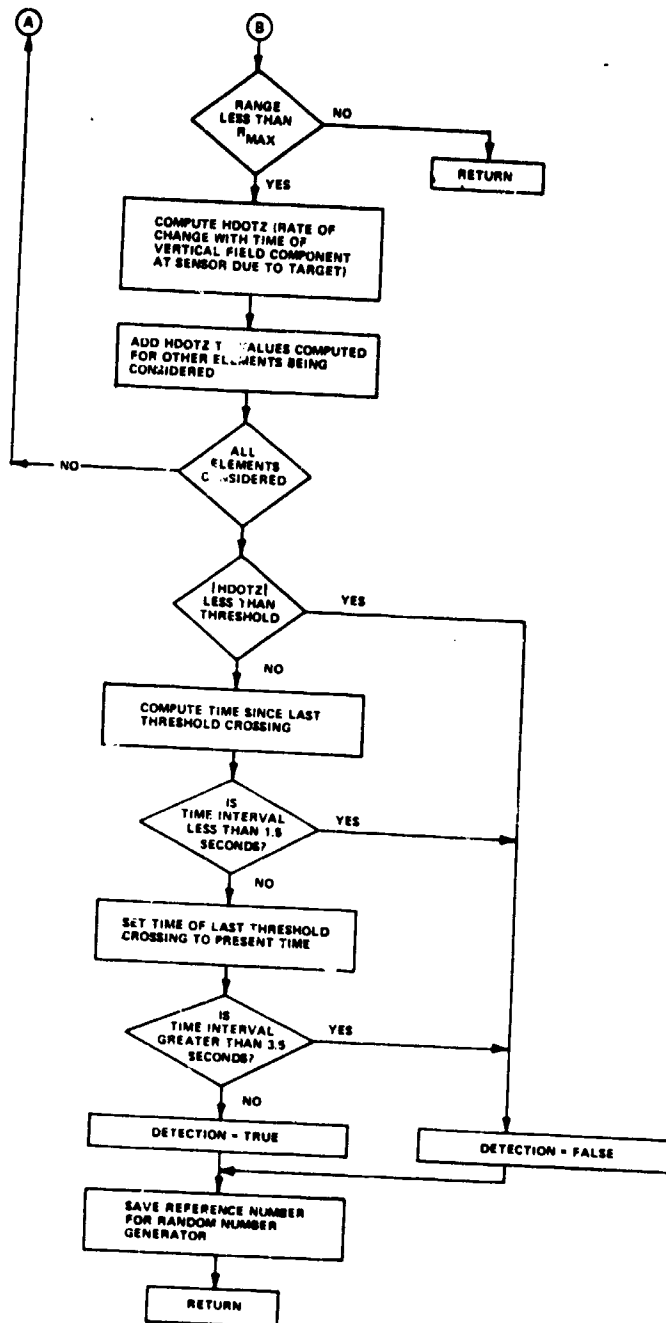 A
B
RANGE
LESS THAN
RMAX
NO
RETURN
YES
COMPUTE HDOTZ (RATE OF
CHANGE WITH TIME OF
VERTICAL FIELD COMPONENT
AT SENSOR DUE TO TARGET)
ADD HDOTZ VALUES COMPUTED
FOR OTHER ELEMENTS BEING
CONSIDERED
ALL
ELEMENTS
CONSIDERED
NO
|HDOTZ|
LESS THAN
THRESHOLD
YES
NO
COMPUTE TIME SINCE LAST
THRESHOLD CROSSING
IS
TIME INTERVAL
LESS THAN 1.5
SECONDS?
YES
NO
SET TIME OF LAST THRESHOLD
CROSSING TO PRESENT TIME
IS
TIME INTERVAL
GREATER THAN 3.5
SECONDS?
YES
NO
DETECTION = TRUE
DETECTION = FALSE
SAVE REFERENCE NUMBER
FOR RANDOM NUMBER
GENERATOR
RETURN